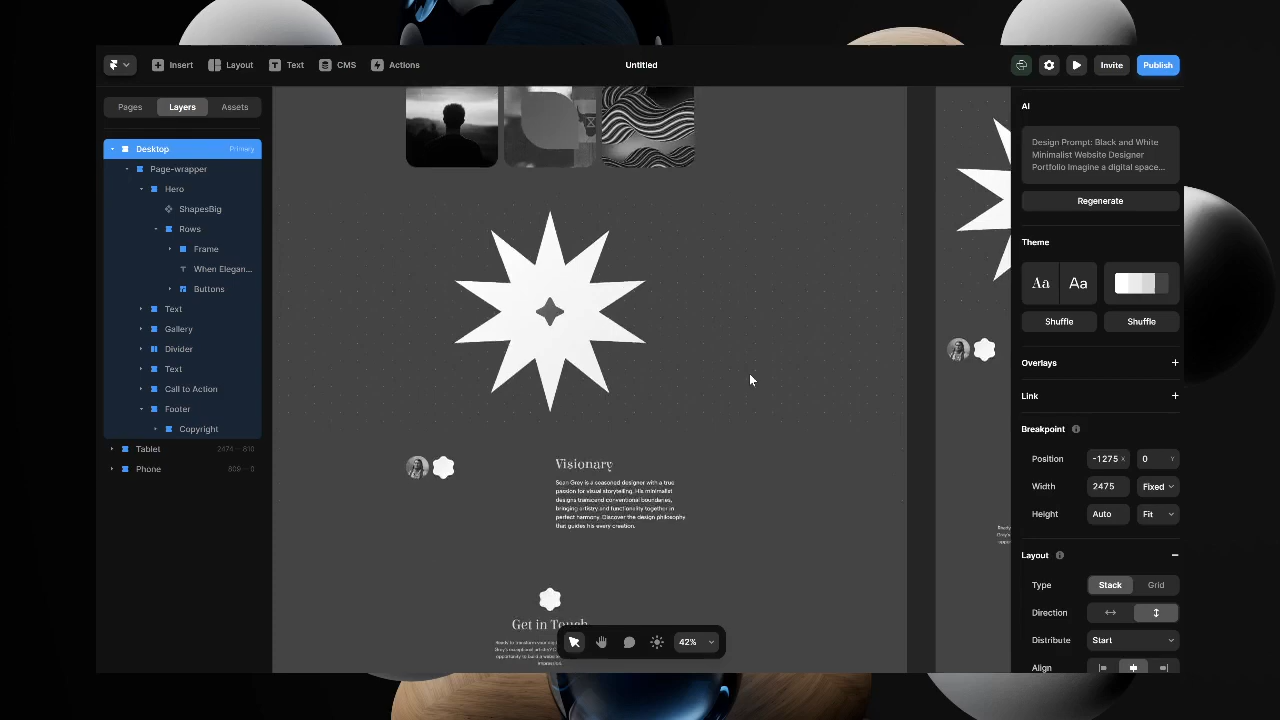 Insert
Layout
Text
CMS
Actions
Untitled
Invite
Publish
Pages
Layers
Assets
Desktop
Primary
Page-wrapper
Hero
ShapesBig
Rows
Frame
When Elegan...
Buttons
Text
Gallery
Divider
Text
Call to Action
Footer
Copyright
Tablet
2474 – 810
Phone
809 – 0
Visionary
Sean Gray is a seasoned designer with a true
passion for visual storytelling. His minimalist
designs transcend conventional boundaries,
bringing artistry and functionality together in
perfect harmony. Discover the design philosophy
that guides his every creation.
Get in Touch
42%
AI
Design Prompt: Black and White
Minimalist Website Designer
Portfolio Imagine a digital space...
Regenerate
Theme
Aa
Aa
Shuffle
Shuffle
Overlays
Link
Breakpoint
Position
-1275 X
0 Y
Width
2475
Fixed
Height
Auto
Fit
Layout
Type
Stack
Grid
Direction
Distribute
Start
Align